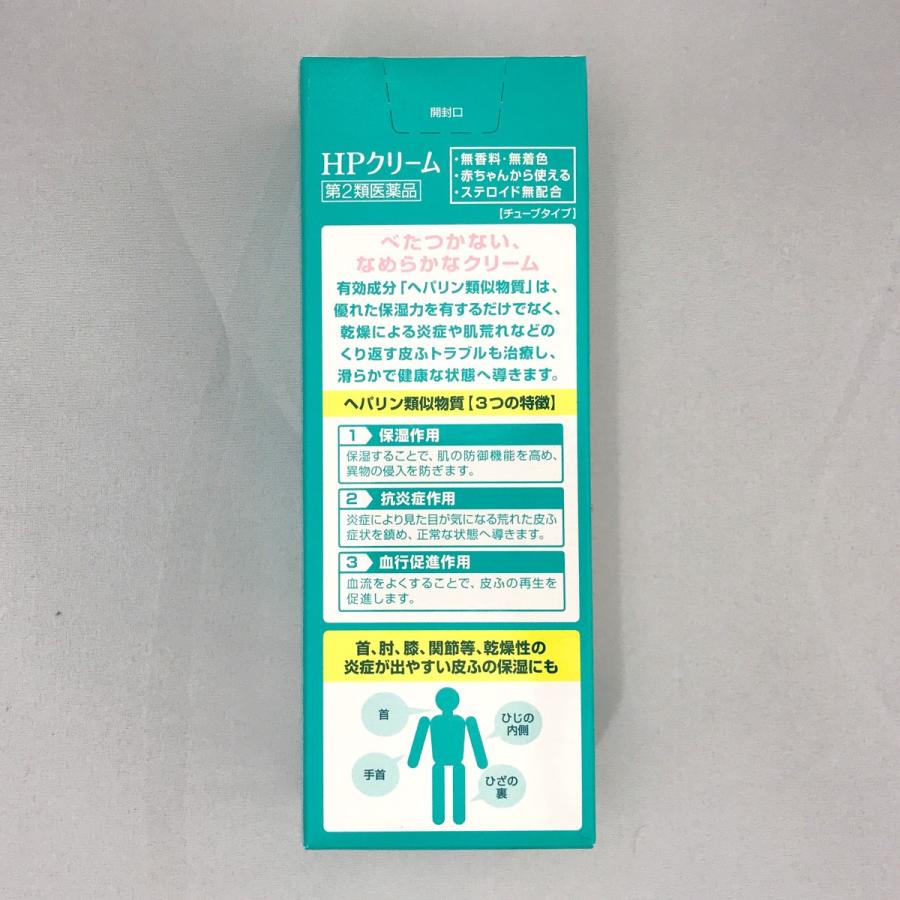 開封口
HPクリーム
第2類医薬品
・無香料・無着色
・赤ちゃんから使える
・ステロイド無配合
【チューブタイプ】
べたつかない、
なめらかなクリーム
有効成分「ヘパリン類似物質」は、
優れた保湿力を有するだけでなく、
乾燥による炎症や肌荒れなどの
くり返す皮ふトラブルも治療し、
滑らかで健康な状態へ導きます。
ヘパリン類似物質【3つの特徴】
1 保湿作用
保湿することで、肌の防御機能を高め、
異物の侵入を防ぎます。
2 抗炎症作用
炎症により見た目が気になる荒れた皮ふ
症状を鎮め、正常な状態へ導きます。
3 血行促進作用
血流をよくすることで、皮ふの再生を
促進します。
首、肘、膝、関節等、乾燥性の
炎症が出やすい皮ふの保湿にも
首
ひじの
内側
手首
ひざの
裏